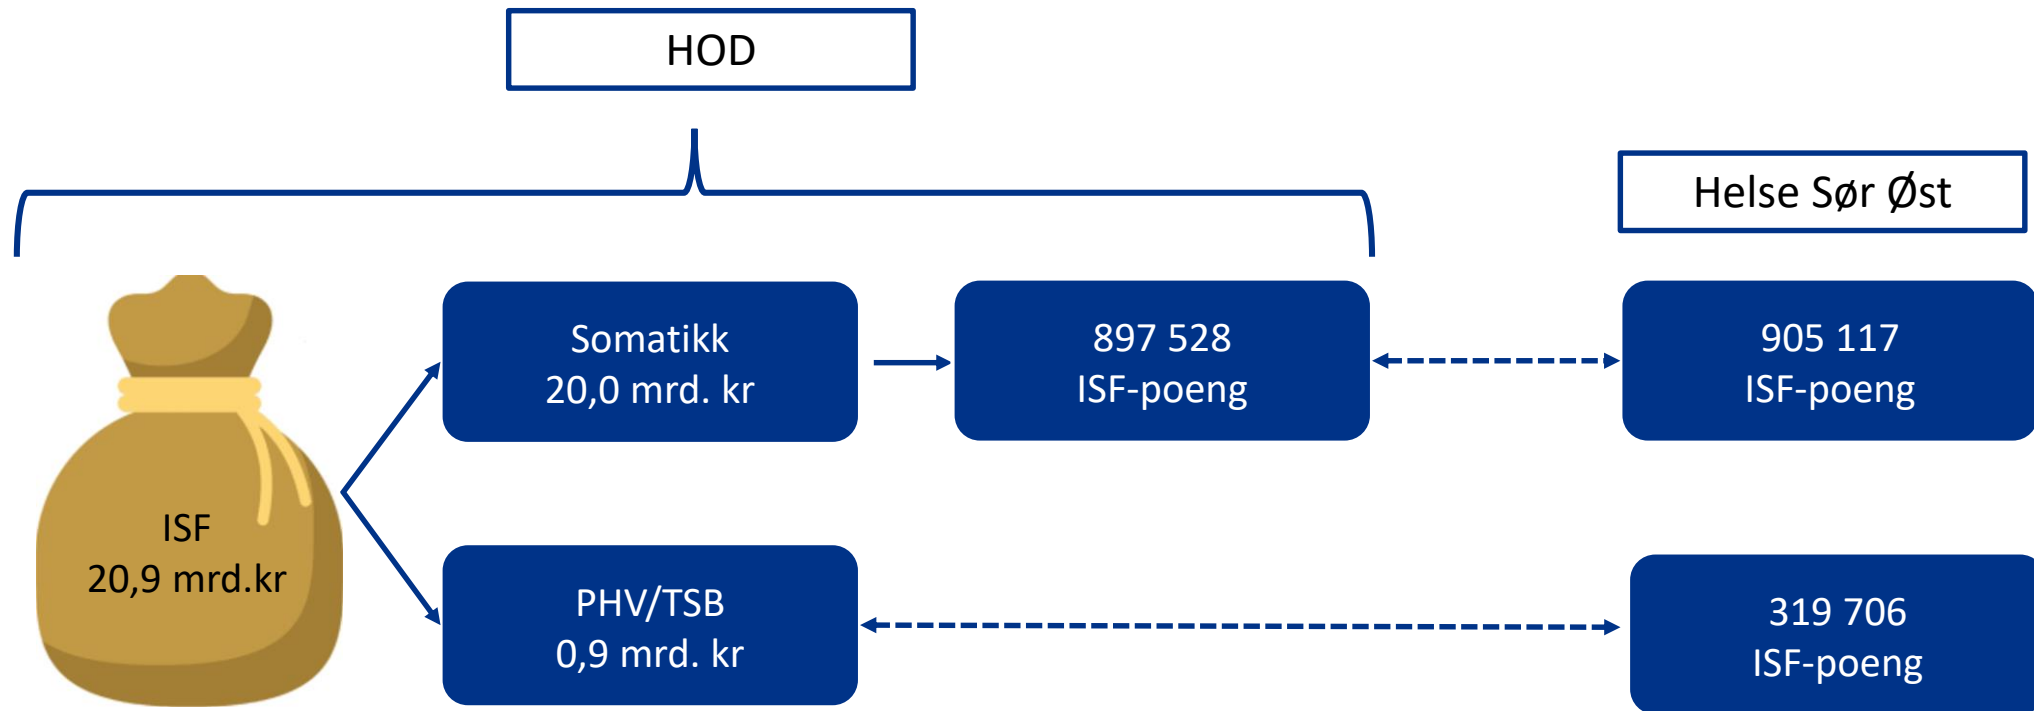 HOD
Helse Sør Øst
ISF
20,9 mrd.kr
Somatikk
20,0 mrd. kr
897 528
ISF-poeng
905 117
ISF-poeng
PHV/TSB
0,9 mrd. kr
319 706
ISF-poeng